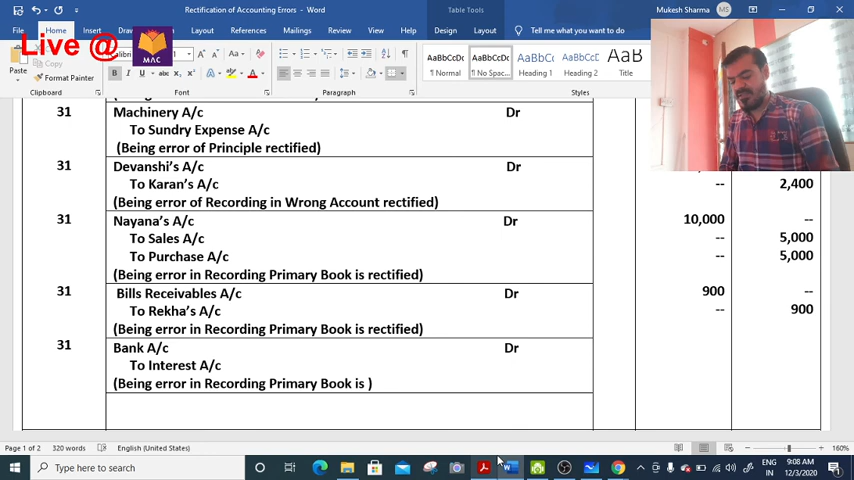 Rectification of Accounting Errors - Word
Table Tools
Mukesh Sharma MS
File Home Ins Layout References Mailings Review View Help Design Layout Tell me what you want to do
Live @
MAC
Paste
Copy
Format Painter
Clipboard
Font
Paragraph
Styles
AaBbCcDc AaBbCcDc AaBbCc AaBbCcD AaB
¶ Normal ¶ No Spac... Heading 1 Heading 2 Title
31 Machinery A/c Dr
To Sundry Expense A/c
(Being error of Principle rectified)
31 Devanshi's A/c Dr
To Karan's A/c -- 2,400
(Being error of Recording in Wrong Account rectified)
31 Nayana's A/c Dr 10,000 --
To Sales A/c -- 5,000
To Purchase A/c -- 5,000
(Being error in Recording Primary Book is rectified)
31 Bills Receivables A/c Dr 900 --
To Rekha's A/c -- 900
(Being error in Recording Primary Book is rectified)
31 Bank A/c Dr
To Interest A/c
(Being error in Recording Primary Book is )
Page 1 of 2 320 words English (United States) 160%
Type here to search
ENG 9:08 AM
IN 12/3/2020